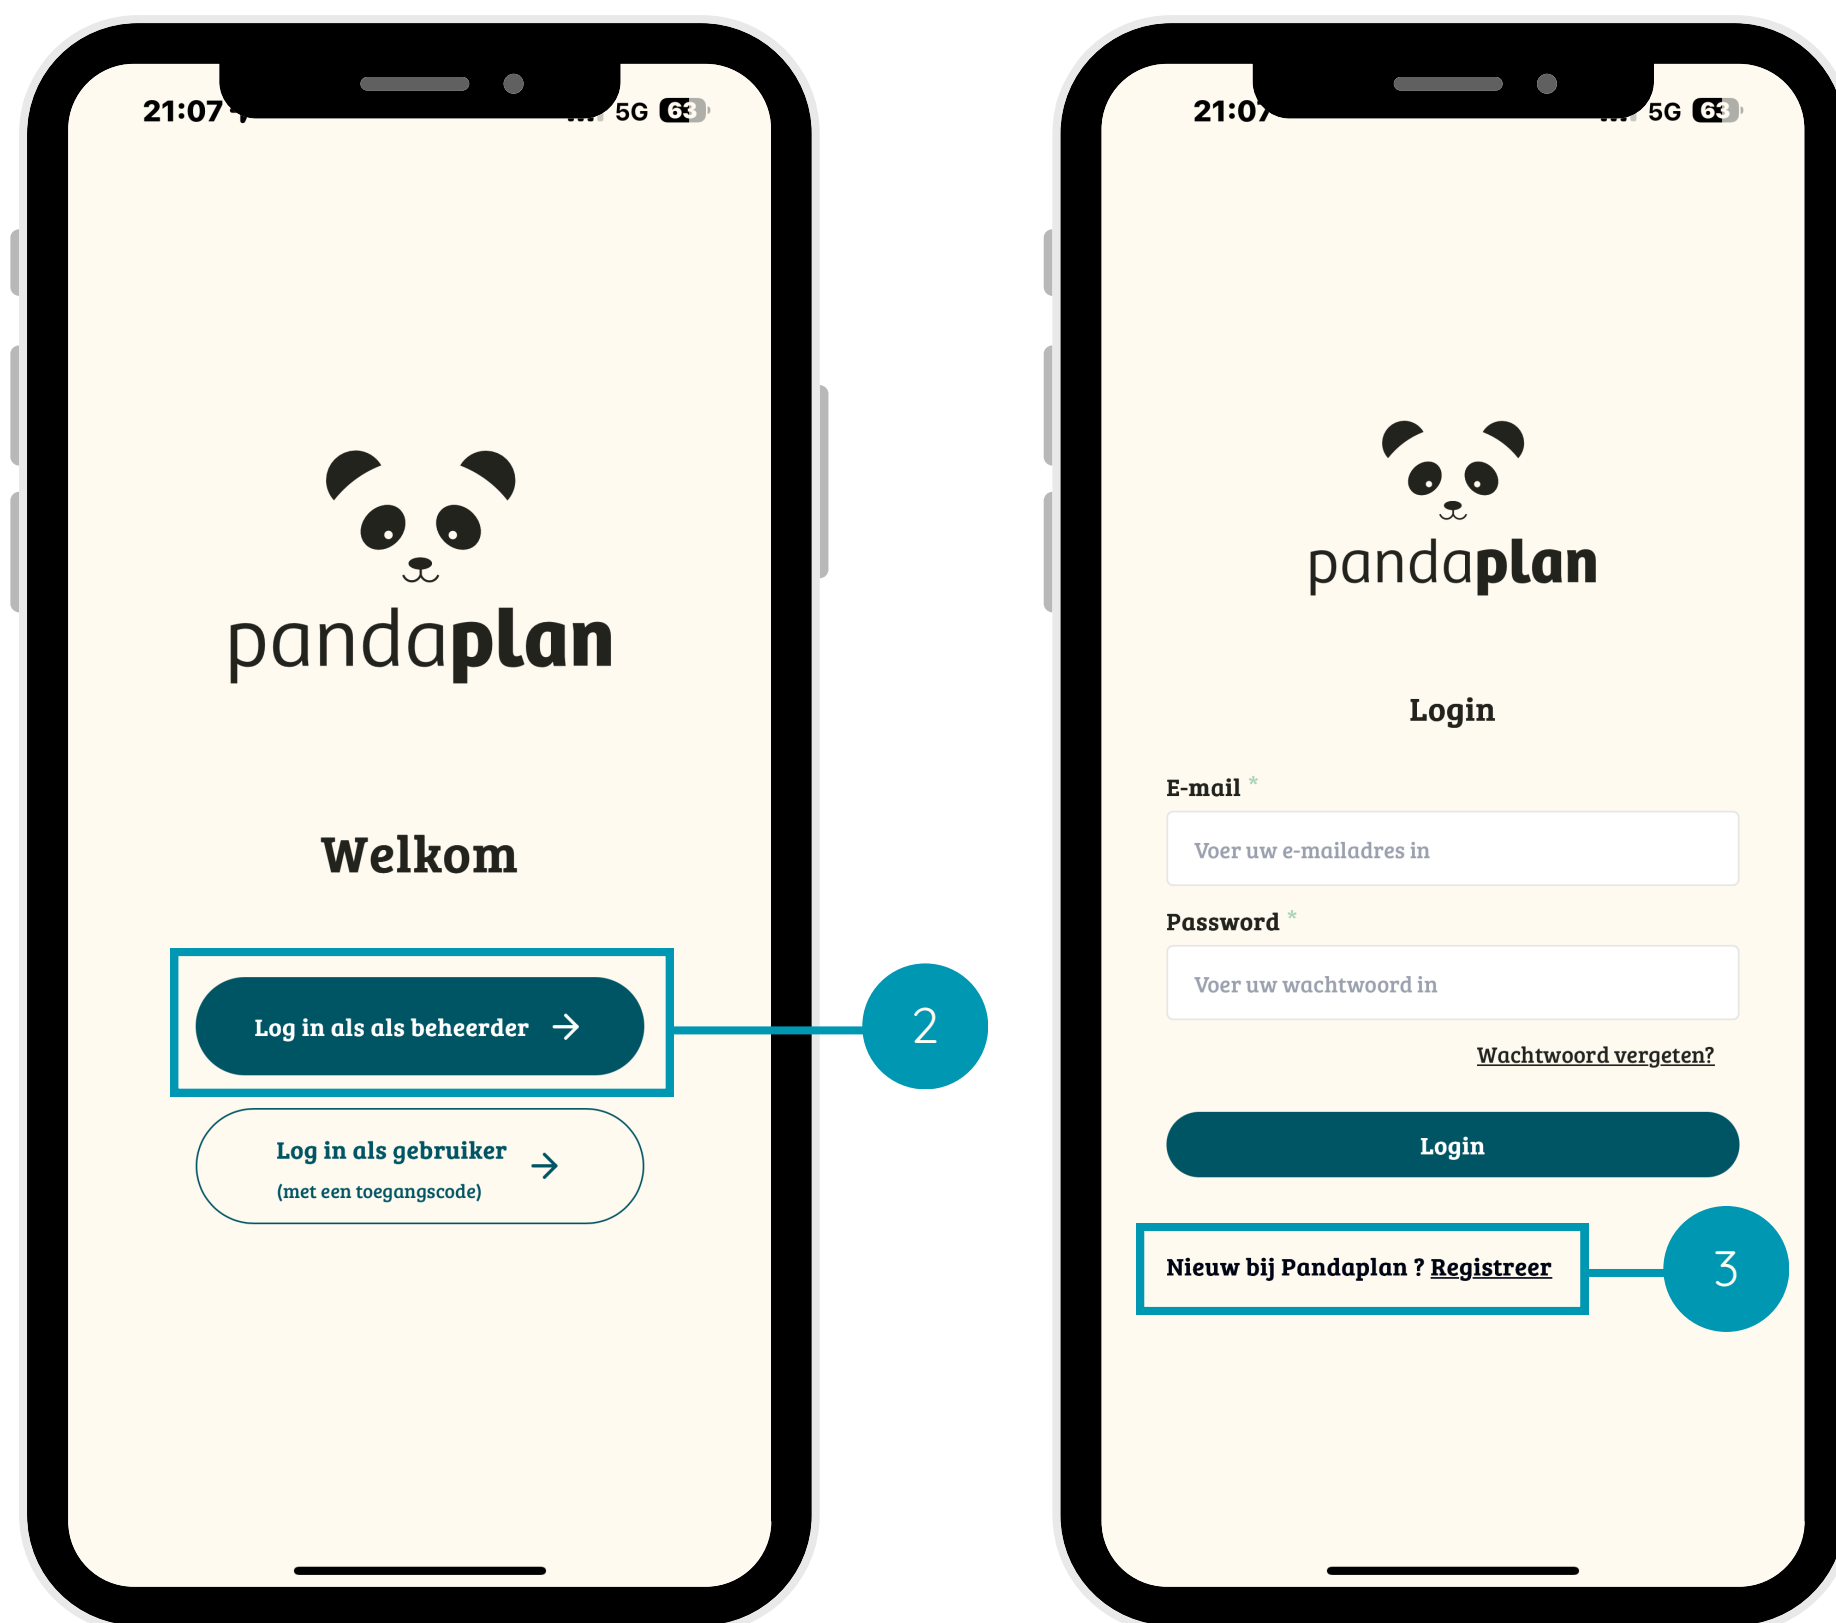 21:07
5G 63
pandaplan
Welkom
Log in als als beheerder
2
Log in als gebruiker
(met een toegangscode)
21:07
5G 63
pandaplan
Login
E-mail *
Voer uw e-mailadres in
Password *
Voer uw wachtwoord in
Wachtwoord vergeten?
Login
Nieuw bij Pandaplan ? Registreer
3